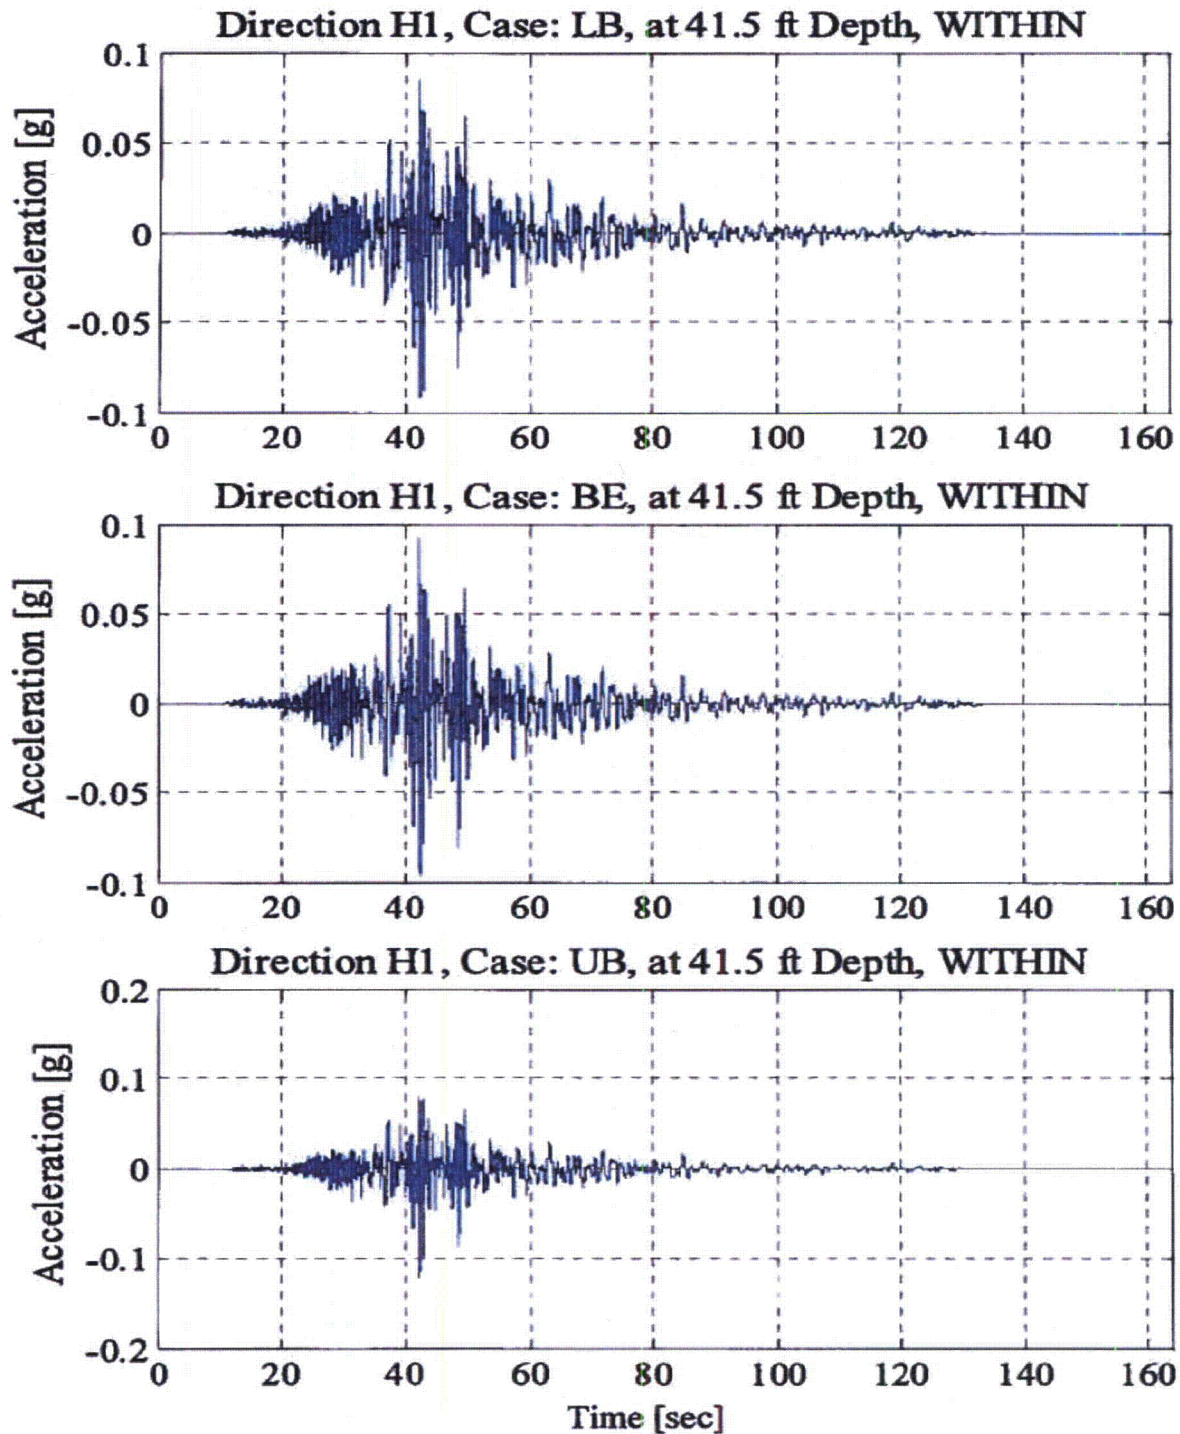 Direction H1, Case: LB, at 41.5 ft Depth, WITHIN
Acceleration [g]
0.1
0.05
0
-0.05
-0.1
0 20 40 60 80 100 120 140 160
Direction H1, Case: BE, at 41.5 ft Depth, WITHIN
Acceleration [g]
0.1
0.05
0
-0.05
-0.1
0 20 40 60 80 100 120 140 160
Direction H1, Case: UB, at 41.5 ft Depth, WITHIN
Acceleration [g]
0.2
0.1
0
-0.1
-0.2
0 20 40 60 80 100 120 140 160
Time [sec]